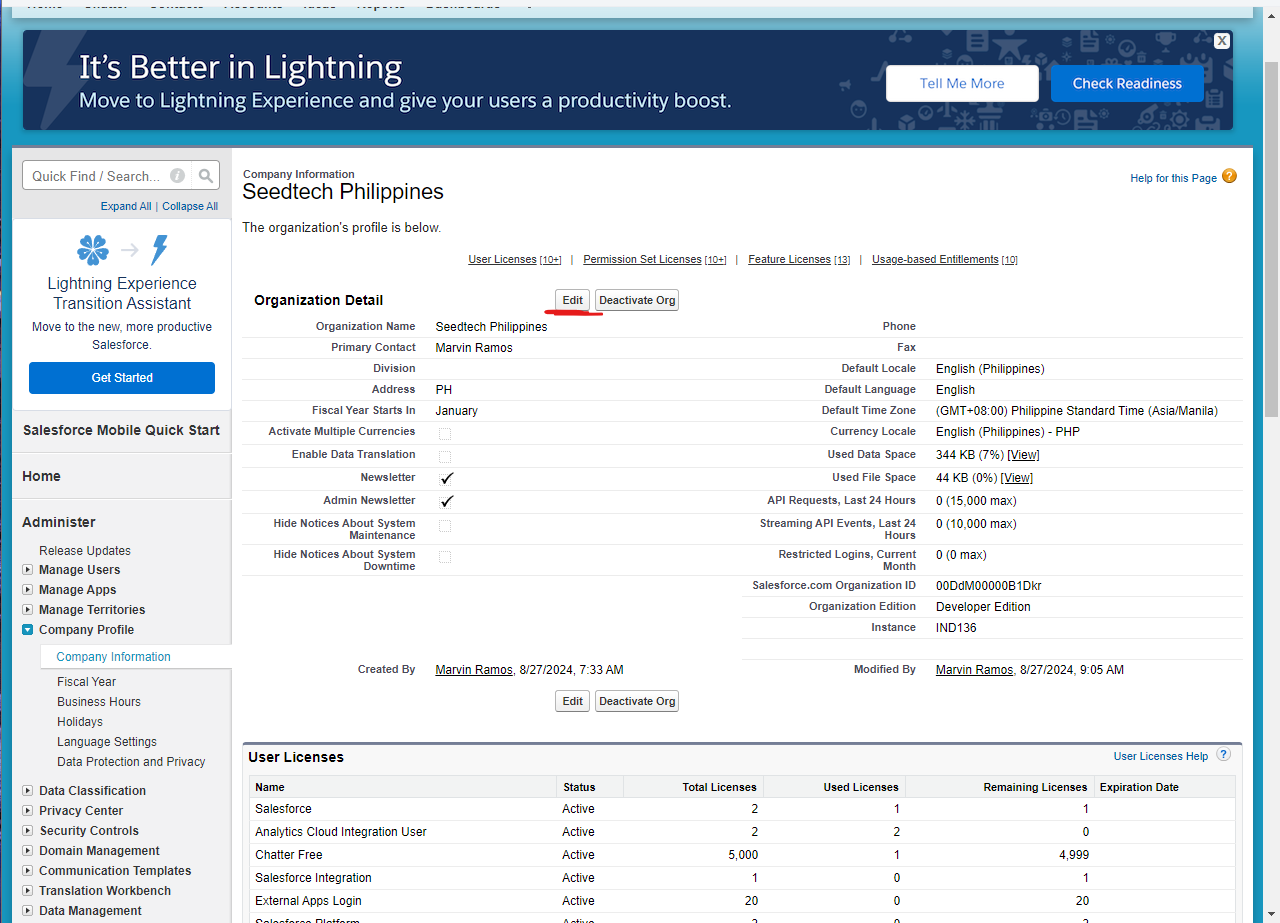 Home Chatter Contacts Accounts Ideas Reports Dashboards +
It's Better in Lightning
Move to Lightning Experience and give your users a productivity boost.
Tell Me More
Check Readiness
X
Quick Find / Search...
Expand All | Collapse All
Lightning Experience
Transition Assistant
Move to the new, more productive
Salesforce.
Get Started
Salesforce Mobile Quick Start
Home
Administer
Release Updates
Manage Users
Manage Apps
Manage Territories
Company Profile
Company Information
Fiscal Year
Business Hours
Holidays
Language Settings
Data Protection and Privacy
Data Classification
Privacy Center
Security Controls
Domain Management
Communication Templates
Translation Workbench
Data Management
Company Information
Seedtech Philippines
Help for this Page ?
The organization's profile is below.
User Licenses [10+] | Permission Set Licenses [10+] | Feature Licenses [13] | Usage-based Entitlements [10]
Organization Detail Edit Deactivate Org
Organization Name Seedtech Philippines Phone
Primary Contact Marvin Ramos Fax
Division Default Locale English (Philippines)
Address PH Default Language English
Fiscal Year Starts In January Default Time Zone (GMT+08:00) Philippine Standard Time (Asia/Manila)
Activate Multiple Currencies Currency Locale English (Philippines) - PHP
Enable Data Translation Used Data Space 344 KB (7%) [View]
Newsletter ✓ Used File Space 44 KB (0%) [View]
Admin Newsletter ✓ API Requests, Last 24 Hours 0 (15,000 max)
Hide Notices About System
Maintenance
Streaming API Events, Last 24
Hours
0 (10,000 max)
Hide Notices About System
Downtime
Restricted Logins, Current
Month
0 (0 max)
Salesforce.com Organization ID 00DdM00000B1Dkr
Organization Edition Developer Edition
Instance IND136
Created By Marvin Ramos, 8/27/2024, 7:33 AM Modified By Marvin Ramos, 8/27/2024, 9:05 AM
Edit Deactivate Org
User Licenses User Licenses Help ?
Name Status Total Licenses Used Licenses Remaining Licenses Expiration Date
Salesforce Active 2 1 1
Analytics Cloud Integration User Active 2 2 0
Chatter Free Active 5,000 1 4,999
Salesforce Integration Active 1 0 1
External Apps Login Active 20 0 20
Salesforce Platform Active